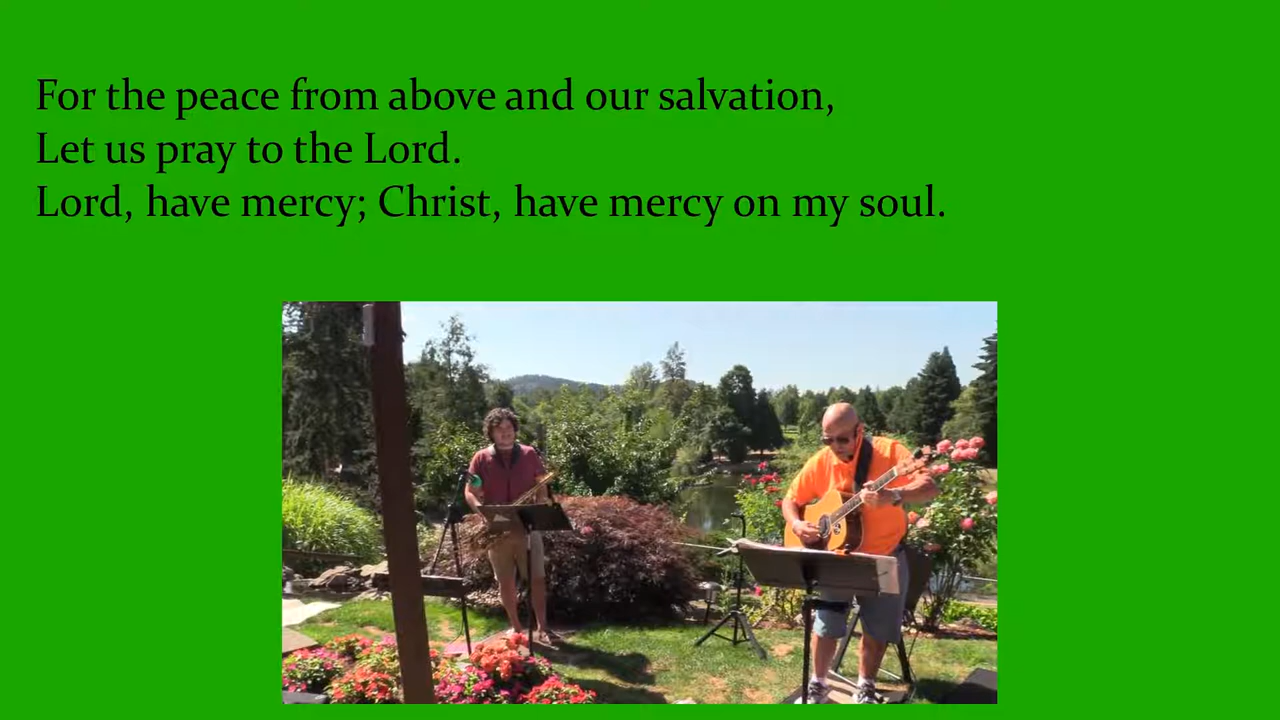 For the peace from above and our salvation,
Let us pray to the Lord.
Lord, have mercy; Christ, have mercy on my soul.